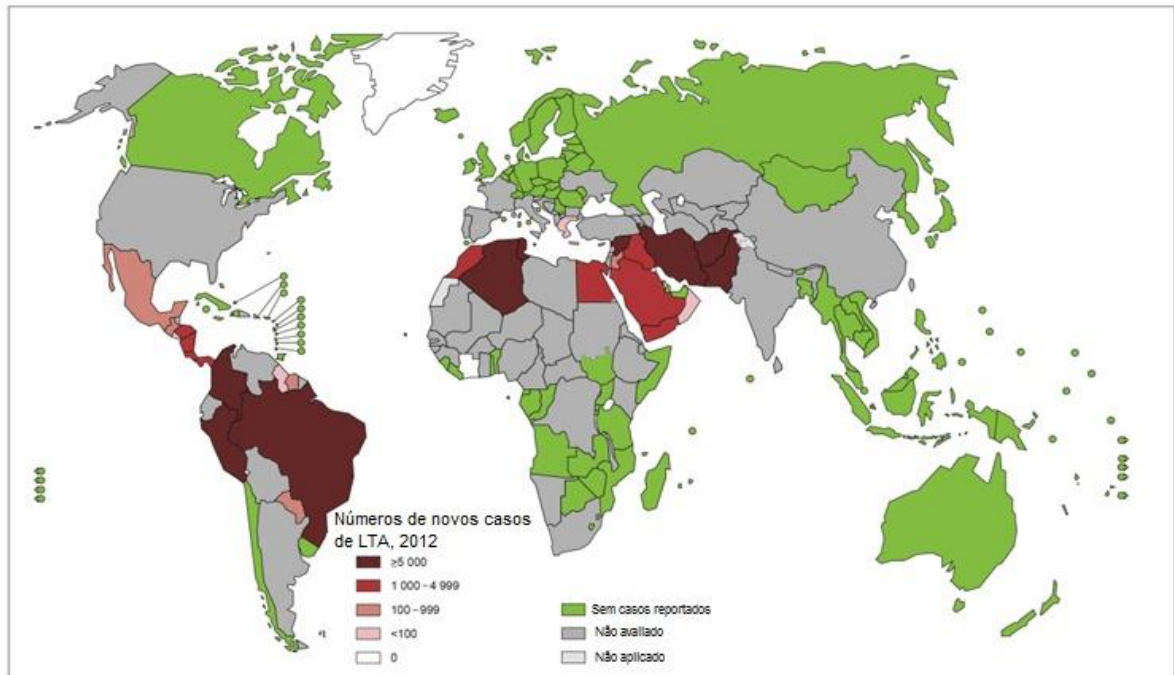 Números de novos casos
de LTA, 2012
≥5 000
1 000 – 4 999
100 – 999
<100
0
Sem casos reportados
Não avaliado
Não aplicado